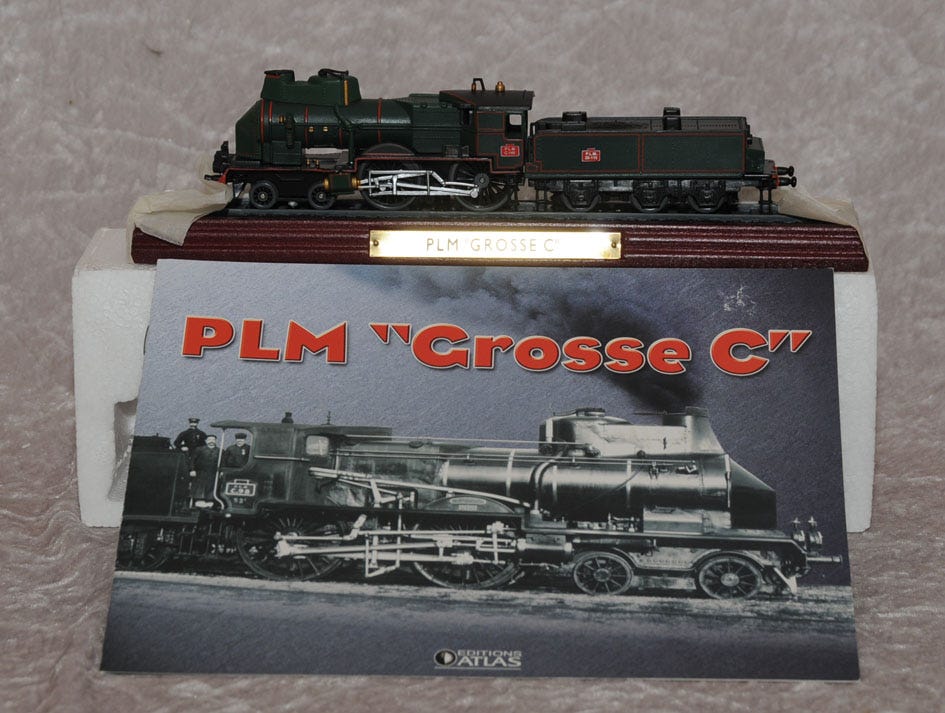 PLM "GROSSE C"
PLM "Grosse C"
EDITIONS
ATLAS